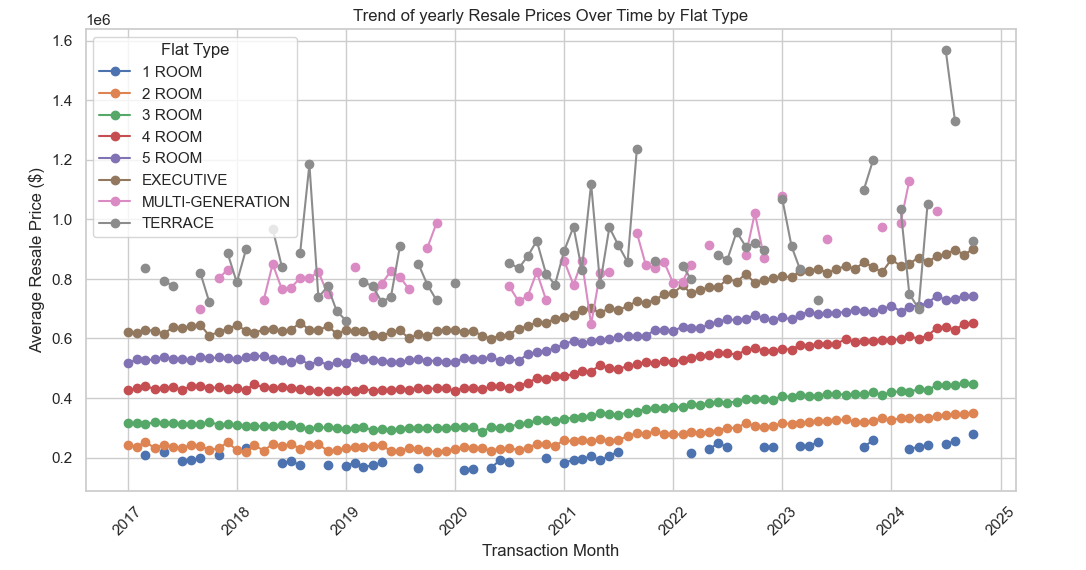 Trend of yearly Resale Prices Over Time by Flat Type
1e6
1.6
1.4
1.2
1.0
0.8
0.6
0.4
0.2
Average Resale Price ($)
Flat Type
1 ROOM
2 ROOM
3 ROOM
4 ROOM
5 ROOM
EXECUTIVE
MULTI-GENERATION
TERRACE
2017
2018
2019
2020
2021
2022
2023
2024
2025
Transaction Month